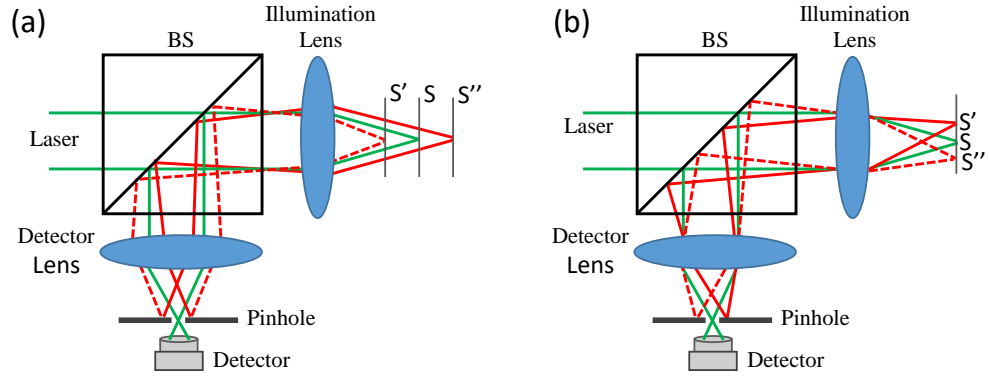 (a)
Illumination
Lens
BS
S' S S''
Laser
Detector
Lens
Pinhole
Detector
(b)
Illumination
Lens
BS
S'
S
S''
Laser
Detector
Lens
Pinhole
Detector